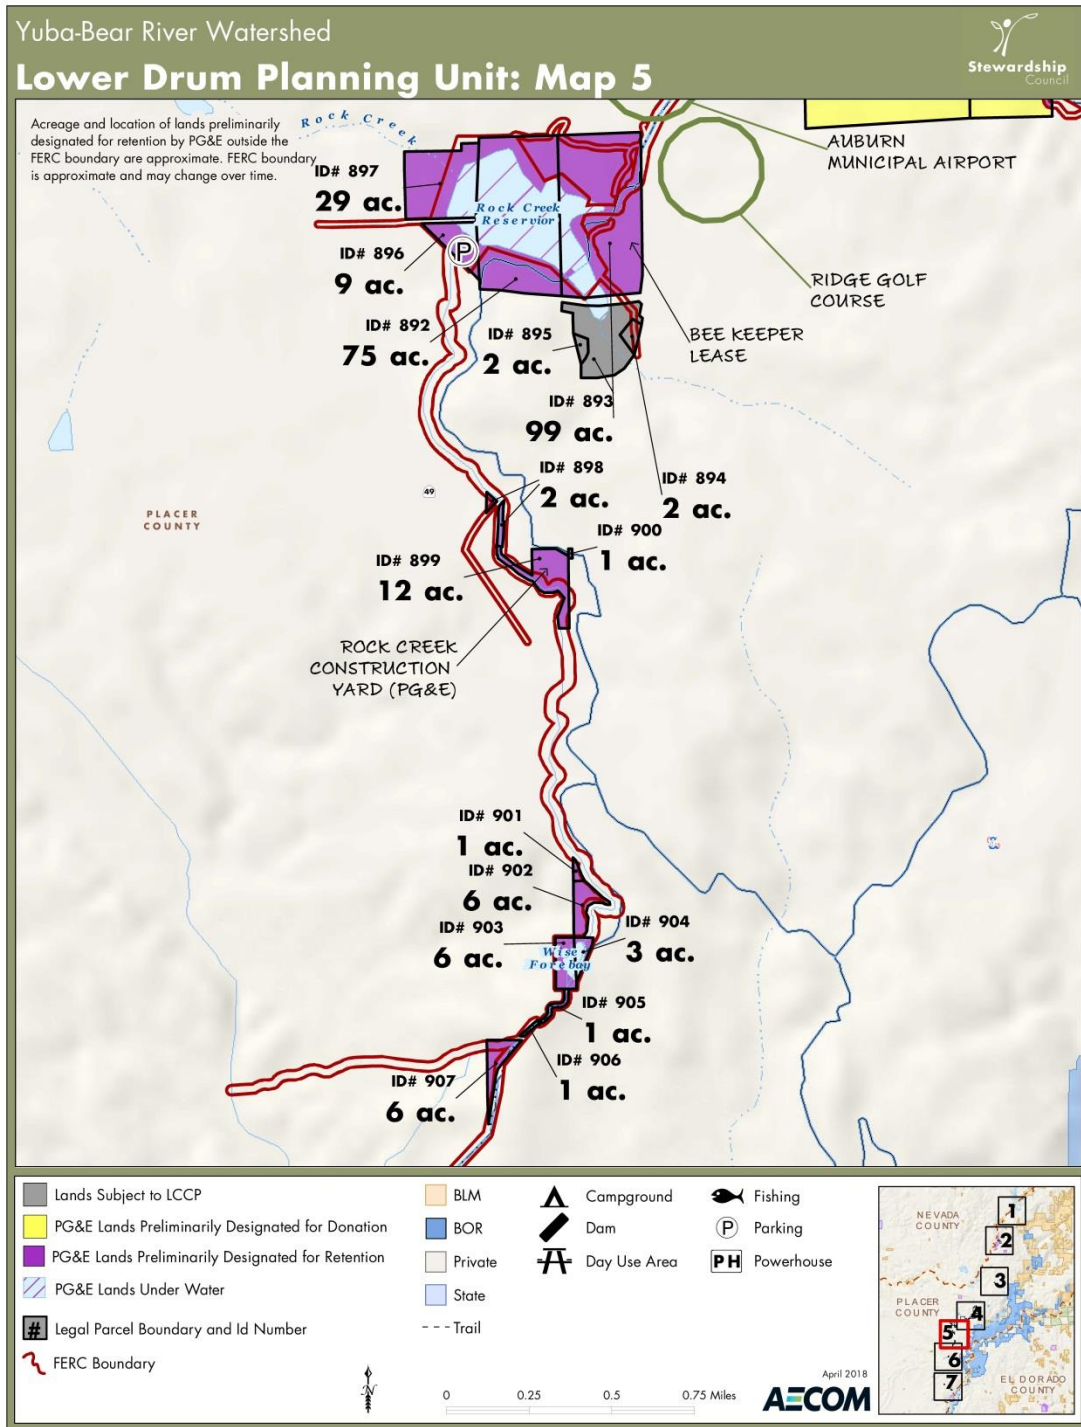 Yuba-Bear River Watershed
Lower Drum Planning Unit: Map 5
Stewardship
Council
Acreage and location of lands preliminarily
designated for retention by PG&E outside the
FERC boundary are approximate. FERC boundary
is approximate and may change over time.
Rock Creek
AUBURN
MUNICIPAL AIRPORT
ID# 897
29 ac.
Rock Creek
Reservior
ID# 896
9 ac.
P
RIDGE GOLF
COURSE
ID# 892
75 ac.
ID# 895
2 ac.
BEE KEEPER
LEASE
ID# 893
99 ac.
ID# 898
2 ac.
ID# 894
2 ac.
49
PLACER
COUNTY
ID# 900
1 ac.
ID# 899
12 ac.
ROCK CREEK
CONSTRUCTION
YARD (PG&E)
ID# 901
1 ac.
ID# 902
6 ac.
ID# 903
6 ac.
ID# 904
3 ac.
Wise
Forebay
ID# 905
1 ac.
ID# 906
1 ac.
ID# 907
6 ac.
Lands Subject to LCCP
PG&E Lands Preliminarily Designated for Donation
PG&E Lands Preliminarily Designated for Retention
PG&E Lands Under Water
# Legal Parcel Boundary and Id Number
FERC Boundary
BLM
BOR
Private
State
Trail
Campground
Dam
Day Use Area
Fishing
P Parking
PH Powerhouse
N
0 0.25 0.5 0.75 Miles
April 2018
AECOM
NEVADA
COUNTY
PLACER
COUNTY
EL DORADO
COUNTY
1
2
3
4
5
6
7